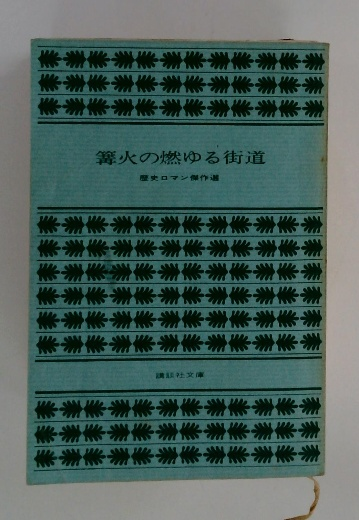 篝火の燃ゆる街道
歴史ロマン傑作選
講談社文庫